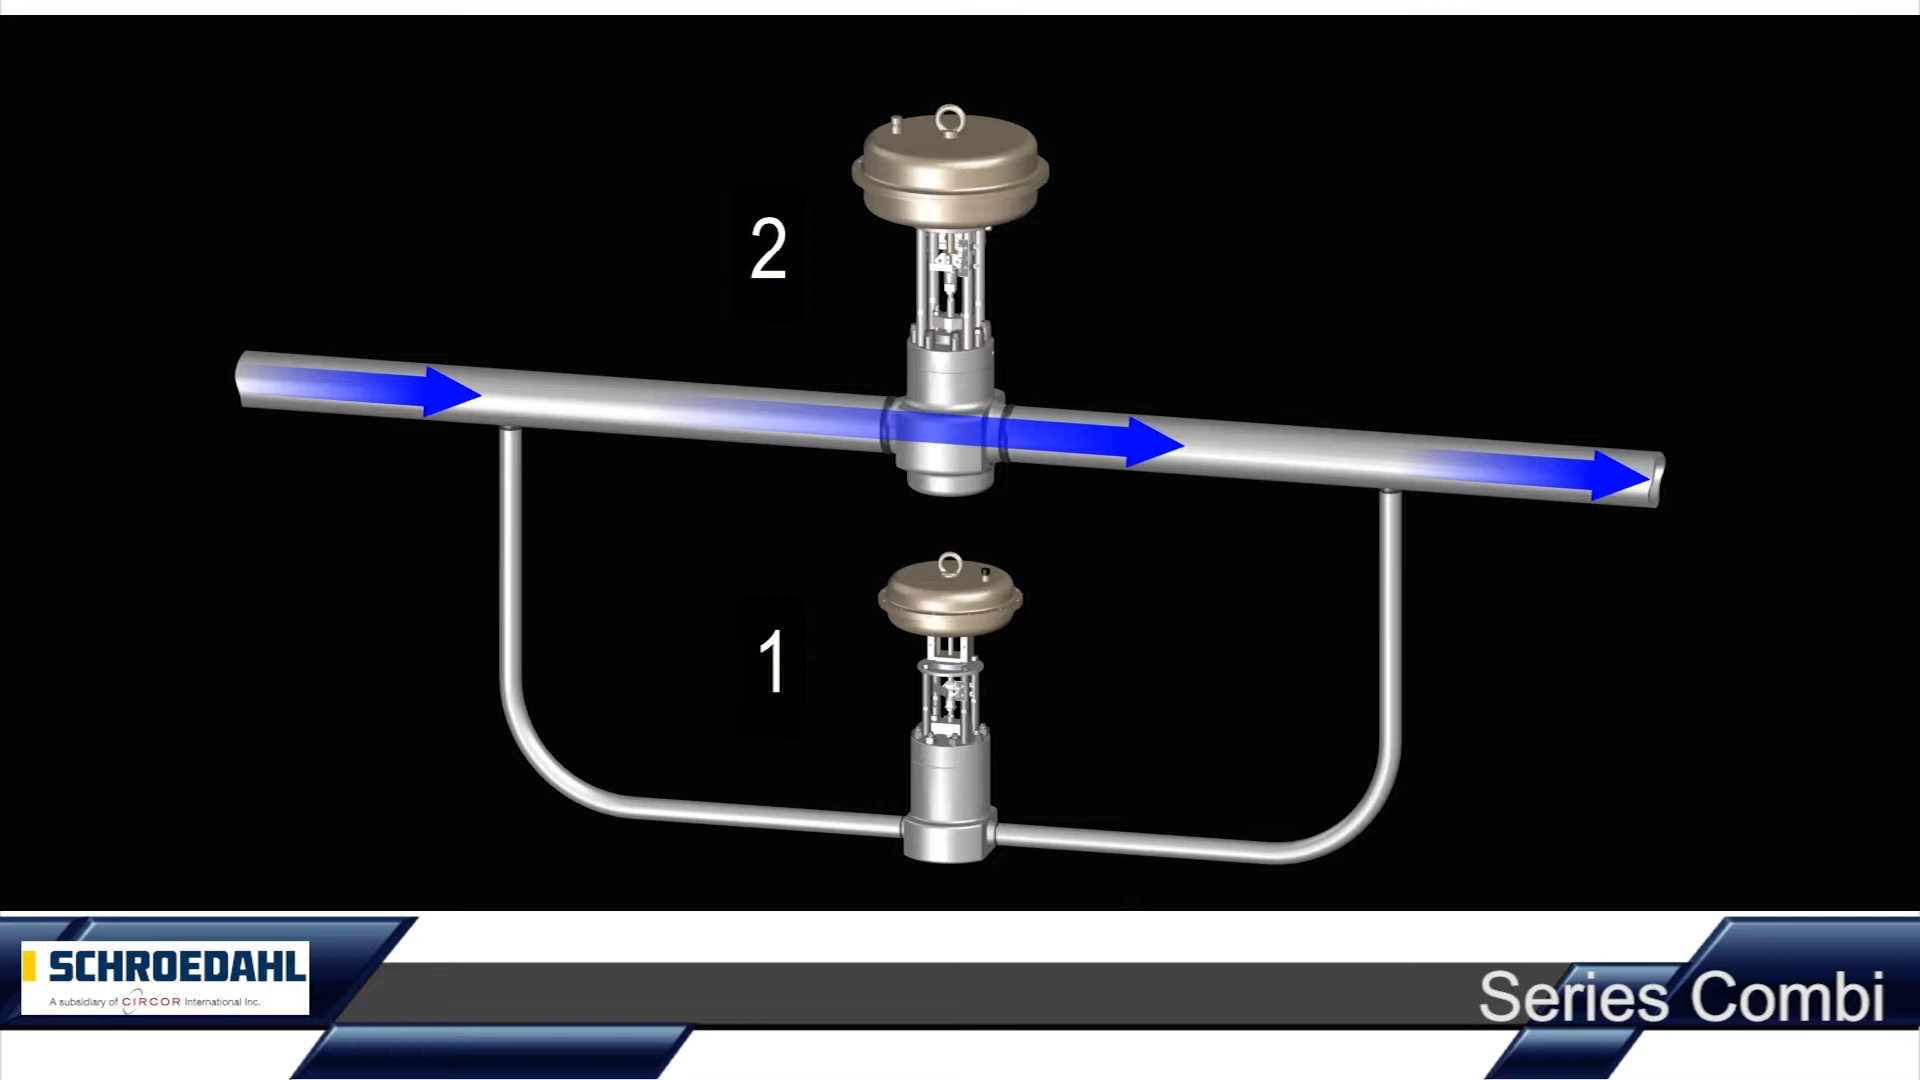 2
1
SCHROEDAHL
A subsidiary of CIRCOR International Inc.
Series Combi